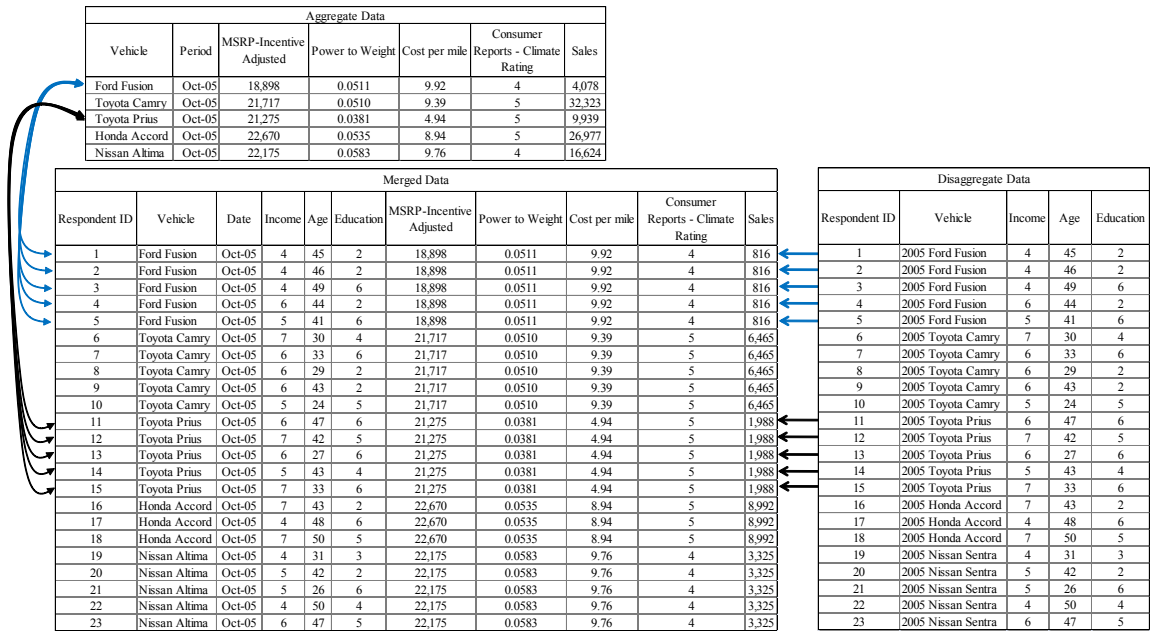 Aggregate Data
Vehicle Period MSRP-Incentive Adjusted Power to Weight Cost per mile Consumer Reports - Climate Rating Sales
Ford Fusion Oct-05 18,898 0.0511 9.92 4 4,078
Toyota Camry Oct-05 21,717 0.0510 9.39 5 32,323
Toyota Prius Oct-05 21,275 0.0381 4.94 5 9,939
Honda Accord Oct-05 22,670 0.0535 8.94 5 26,977
Nissan Altima Oct-05 22,175 0.0583 9.76 4 16,624
Merged Data
Respondent ID Vehicle Date Income Age Education MSRP-Incentive Adjusted Power to Weight Cost per mile Consumer Reports - Climate Rating Sales
1 Ford Fusion Oct-05 4 45 2 18,898 0.0511 9.92 4 816
2 Ford Fusion Oct-05 4 46 2 18,898 0.0511 9.92 4 816
3 Ford Fusion Oct-05 4 49 6 18,898 0.0511 9.92 4 816
4 Ford Fusion Oct-05 6 44 2 18,898 0.0511 9.92 4 816
5 Ford Fusion Oct-05 5 41 6 18,898 0.0511 9.92 4 816
6 Toyota Camry Oct-05 7 30 4 21,717 0.0510 9.39 5 6,465
7 Toyota Camry Oct-05 6 33 6 21,717 0.0510 9.39 5 6,465
8 Toyota Camry Oct-05 6 29 2 21,717 0.0510 9.39 5 6,465
9 Toyota Camry Oct-05 6 43 2 21,717 0.0510 9.39 5 6,465
10 Toyota Camry Oct-05 5 24 5 21,717 0.0510 9.39 5 6,465
11 Toyota Prius Oct-05 6 47 6 21,275 0.0381 4.94 5 1,988
12 Toyota Prius Oct-05 7 42 5 21,275 0.0381 4.94 5 1,988
13 Toyota Prius Oct-05 6 27 6 21,275 0.0381 4.94 5 1,988
14 Toyota Prius Oct-05 5 43 4 21,275 0.0381 4.94 5 1,988
15 Toyota Prius Oct-05 7 33 6 21,275 0.0381 4.94 5 1,988
16 Honda Accord Oct-05 7 43 2 22,670 0.0535 8.94 5 8,992
17 Honda Accord Oct-05 4 48 6 22,670 0.0535 8.94 5 8,992
18 Honda Accord Oct-05 7 50 5 22,670 0.0535 8.94 5 8,992
19 Nissan Altima Oct-05 4 31 3 22,175 0.0583 9.76 4 3,325
20 Nissan Altima Oct-05 5 42 2 22,175 0.0583 9.76 4 3,325
21 Nissan Altima Oct-05 5 26 6 22,175 0.0583 9.76 4 3,325
22 Nissan Altima Oct-05 4 50 4 22,175 0.0583 9.76 4 3,325
23 Nissan Altima Oct-05 6 47 5 22,175 0.0583 9.76 4 3,325
Disaggregate Data
Respondent ID Vehicle Income Age Education
1 2005 Ford Fusion 4 45 2
2 2005 Ford Fusion 4 46 2
3 2005 Ford Fusion 4 49 6
4 2005 Ford Fusion 6 44 2
5 2005 Ford Fusion 5 41 6
6 2005 Toyota Camry 7 30 4
7 2005 Toyota Camry 6 33 6
8 2005 Toyota Camry 6 29 2
9 2005 Toyota Camry 6 43 2
10 2005 Toyota Camry 5 24 5
11 2005 Toyota Prius 6 47 6
12 2005 Toyota Prius 7 42 5
13 2005 Toyota Prius 6 27 6
14 2005 Toyota Prius 5 43 4
15 2005 Toyota Prius 7 33 6
16 2005 Honda Accord 7 43 2
17 2005 Honda Accord 4 48 6
18 2005 Honda Accord 7 50 5
19 2005 Nissan Sentra 4 31 3
20 2005 Nissan Sentra 5 42 2
21 2005 Nissan Sentra 5 26 6
22 2005 Nissan Sentra 4 50 4
23 2005 Nissan Sentra 6 47 5